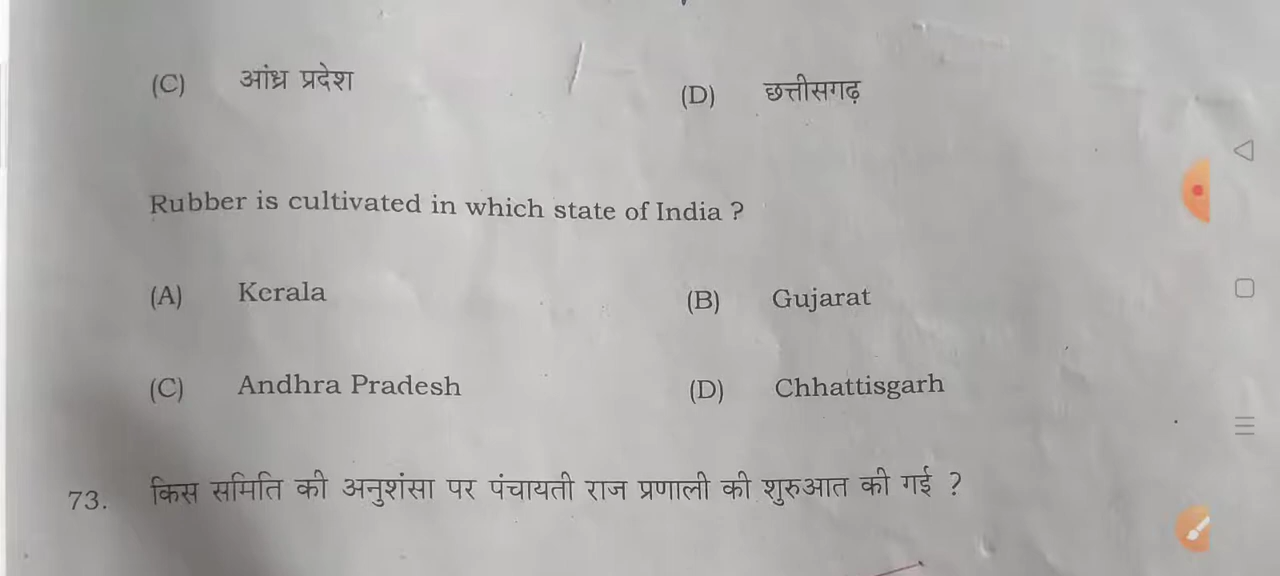 (C) आंध्र प्रदेश (D) छत्तीसगढ़
Rubber is cultivated in which state of India ?
(A) Kerala (B) Gujarat
(C) Andhra Pradesh (D) Chhattisgarh
73. किस समिति की अनुशंसा पर पंचायती राज प्रणाली की शुरुआत की गई ?